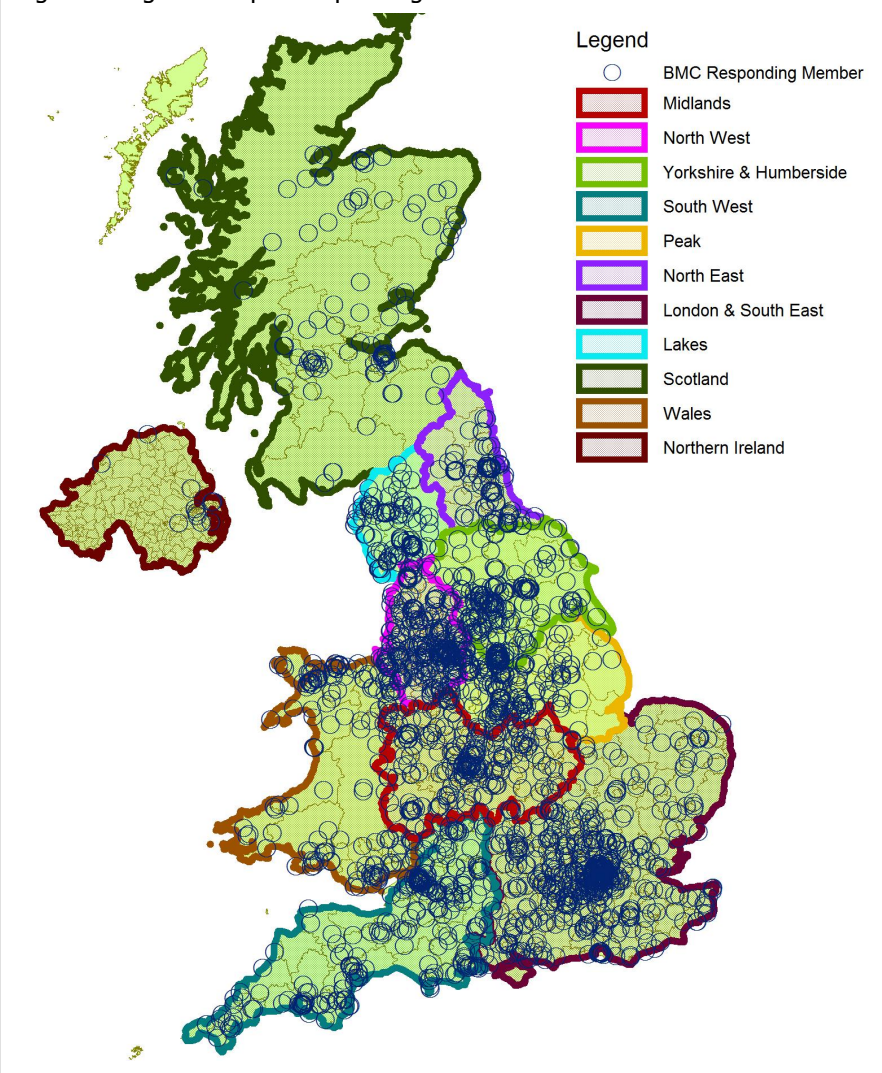 Legend
BMC Responding Member
Midlands
North West
Yorkshire & Humberside
South West
Peak
North East
London & South East
Lakes
Scotland
Wales
Northern Ireland